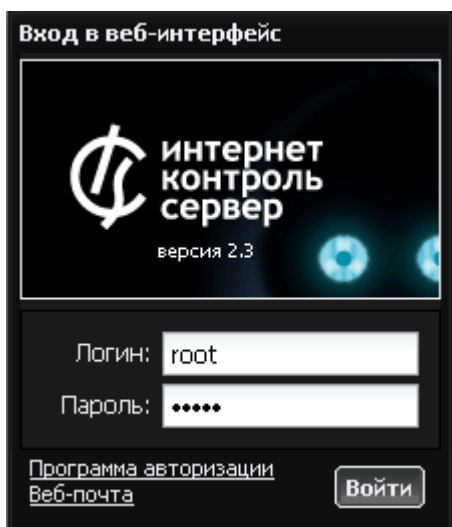 Вход в веб-интерфейс
интернет
контроль
сервер
версия 2.3
Логин: root
Пароль: •••••
Программа авторизации
Веб-почта
Войти